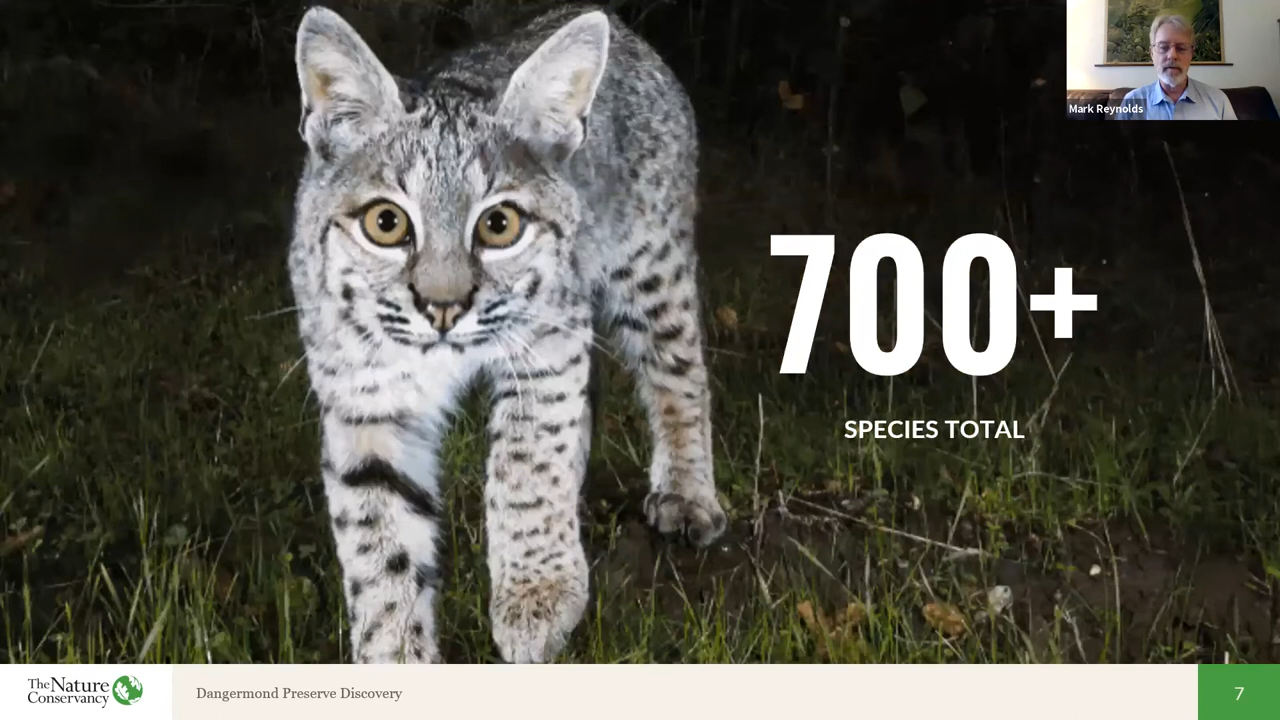 Mark Reynolds
700+
SPECIES TOTAL
The Nature
Conservancy
Dangermond Preserve Discovery
7